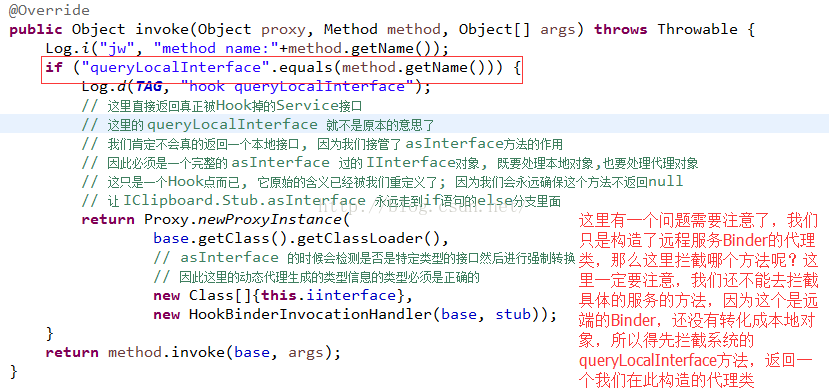 @Override
public Object invoke(Object proxy, Method method, Object[] args) throws Throwable {
Log.i("jw", "method name:"+method.getName());
if ("queryLocalInterface".equals(method.getName())) {
Log.d(TAG, "hook queryLocalInterface");
// 这里直接返回真正被Hook掉的Service接口
// 这里的 queryLocalInterface 就不是原本的意思了
// 我们肯定不会真的返回一个本地接口, 因为我们接管了 asInterface方法的作用
// 因此必须是一个完整的 asInterface 过的 IInterface对象, 既要处理本地对象,也要处理代理对象
// 这只是一个Hook点而已, 它原始的含义已经被我们重定义了; 因为我们会永远确保这个方法不返回null
// 让 IClipboard.Stub.asInterface 永远走到if语句的else分支里面
http://blog.csdn.net/
return Proxy.newProxyInstance(
base.getClass().getClassLoader(),
// asInterface 的时候会检测是否是特定类型的接口然后进行强制转换
// 因此这里的动态代理生成的类型信息的类型必须是正确的
new Class[]{this.iinterface},
new HookBinderInvocationHandler(base, stub));
}
return method.invoke(base, args);
}
这里有一个问题需要注意了，我们
只是构造了远程服务Binder的代理
类，那么这里拦截哪个方法呢？这
里一定要注意，我们还不能去拦截
具体的服务的方法，因为这个是远
端的Binder，还没有转化成本地对
象，所以得先拦截系统的
queryLocalInterface方法，返回一
个我们在此构造的代理类